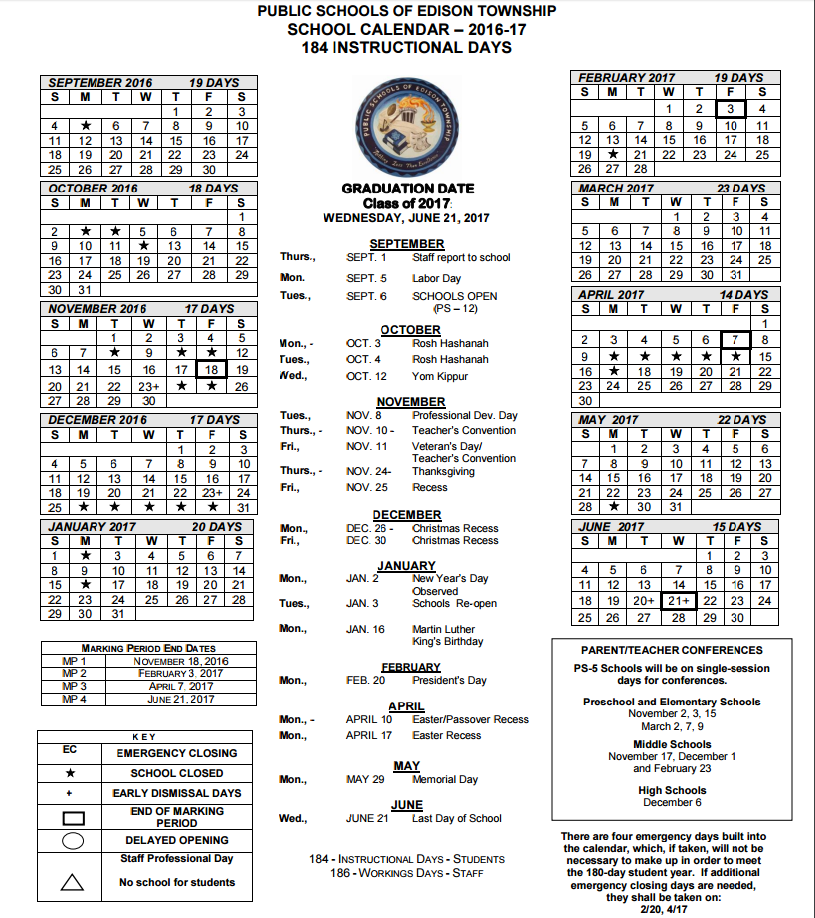 PUBLIC SCHOOLS OF EDISON TOWNSHIP
SCHOOL CALENDAR – 2016-17
184 INSTRUCTIONAL DAYS
SEPTEMBER 2016 19 DAYS
S M T W T F S
1 2 3
4 ★ 6 7 8 9 10
11 12 13 14 15 16 17
18 19 20 21 22 23 24
25 26 27 28 29 30
OCTOBER 2016 18 DAYS
S M T W T F S
1
2 ★ ★ 5 6 7 8
9 10 11 ★ 13 14 15
16 17 18 19 20 21 22
23 24 25 26 27 28 29
30 31
NOVEMBER 2016 17 DAYS
S M T W T F S
1 2 3 4 5
6 7 ★ 9 ★ ★ 12
13 14 15 16 17 18 19
20 21 22 23+ ★ ★ 26
27 28 29 30
DECEMBER 2016 17 DAYS
S M T W T F S
1 2 3
4 5 6 7 8 9 10
11 12 13 14 15 16 17
18 19 20 21 22 23+ 24
25 ★ ★ ★ ★ ★ 31
JANUARY 2017 20 DAYS
S M T W T F S
1 ★ 3 4 5 6 7
8 9 10 11 12 13 14
15 ★ 17 18 19 20 21
22 23 24 25 26 27 28
29 30 31
MARKING PERIOD END DATES
MP 1 NOVEMBER 18, 2016
MP 2 FEBRUARY 3, 2017
MP 3 APRIL 7, 2017
MP 4 JUNE 21, 2017
KEY
EC EMERGENCY CLOSING
★ SCHOOL CLOSED
+ EARLY DISMISSAL DAYS
END OF MARKING
PERIOD
DELAYED OPENING
Staff Professional Day
No school for students
PUBLIC SCHOOLS OF EDISON TOWNSHIP
GRADUATION DATE
Class of 2017:
WEDNESDAY, JUNE 21, 2017
SEPTEMBER
Thurs., SEPT. 1 Staff report to school
Mon. SEPT. 5 Labor Day
Tues., SEPT. 6 SCHOOLS OPEN
(PS – 12)
OCTOBER
Mon., - OCT. 3 Rosh Hashanah
Tues., OCT. 4 Rosh Hashanah
Wed., OCT. 12 Yom Kippur
NOVEMBER
Tues., NOV. 8 Professional Dev. Day
Thurs., - NOV. 10 - Teacher's Convention
Fri., NOV. 11 Veteran's Day/
Teacher's Convention
Thurs., - NOV. 24- Thanksgiving
Fri., NOV. 25 Recess
DECEMBER
Mon., DEC. 26 - Christmas Recess
Fri., DEC. 30 Christmas Recess
JANUARY
Mon., JAN. 2 New Year's Day
Observed
Tues., JAN. 3 Schools Re-open
Mon., JAN. 16 Martin Luther
King's Birthday
FEBRUARY
Mon., FEB. 20 President's Day
APRIL
Mon., - APRIL 10 Easter/Passover Recess
Mon., APRIL 17 Easter Recess
MAY
Mon., MAY 29 Memorial Day
JUNE
Wed., JUNE 21 Last Day of School
184 - INSTRUCTIONAL DAYS - STUDENTS
186 - WORKINGS DAYS - STAFF
FEBRUARY 2017 19 DAYS
S M T W T F S
1 2 3 4
5 6 7 8 9 10 11
12 13 14 15 16 17 18
19 ★ 21 22 23 24 25
26 27 28
MARCH 2017 23 DAYS
S M T W T F S
1 2 3 4
5 6 7 8 9 10 11
12 13 14 15 16 17 18
19 20 21 22 23 24 25
26 27 28 29 30 31
APRIL 2017 14 DAYS
S M T W T F S
1
2 3 4 5 6 7 8
9 ★ ★ ★ ★ ★ 15
16 ★ 18 19 20 21 22
23 24 25 26 27 28 29
30
MAY 2017 22 DAYS
S M T W T F S
1 2 3 4 5 6
7 8 9 10 11 12 13
14 15 16 17 18 19 20
21 22 23 24 25 26 27
28 ★ 30 31
JUNE 2017 15 DAYS
S M T W T F S
1 2 3
4 5 6 7 8 9 10
11 12 13 14 15 16 17
18 19 20+ 21+ 22 23 24
25 26 27 28 29 30
PARENT/TEACHER CONFERENCES
PS-5 Schools will be on single-session
days for conferences.
Preschool and Elementary Schools
November 2, 3, 15
March 2, 7, 9
Middle Schools
November 17, December 1
and February 23
High Schools
December 6
There are four emergency days built into
the calendar, which, if taken, will not be
necessary to make up in order to meet
the 180-day student year. If additional
emergency closing days are needed,
they shall be taken on:
2/20, 4/17